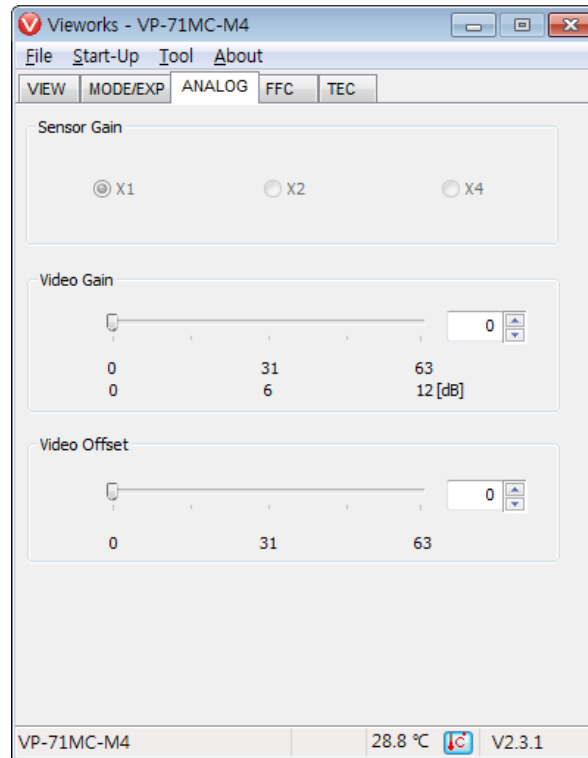 Vieworks - VP-71MC-M4
File Start-Up Tool About
VIEW MODE/EXP ANALOG FFC TEC
Sensor Gain
X1 X2 X4
Video Gain
0
0 31 63
0 6 12 [dB]
Video Offset
0
0 31 63
VP-71MC-M4 28.8 ℃ C V2.3.1